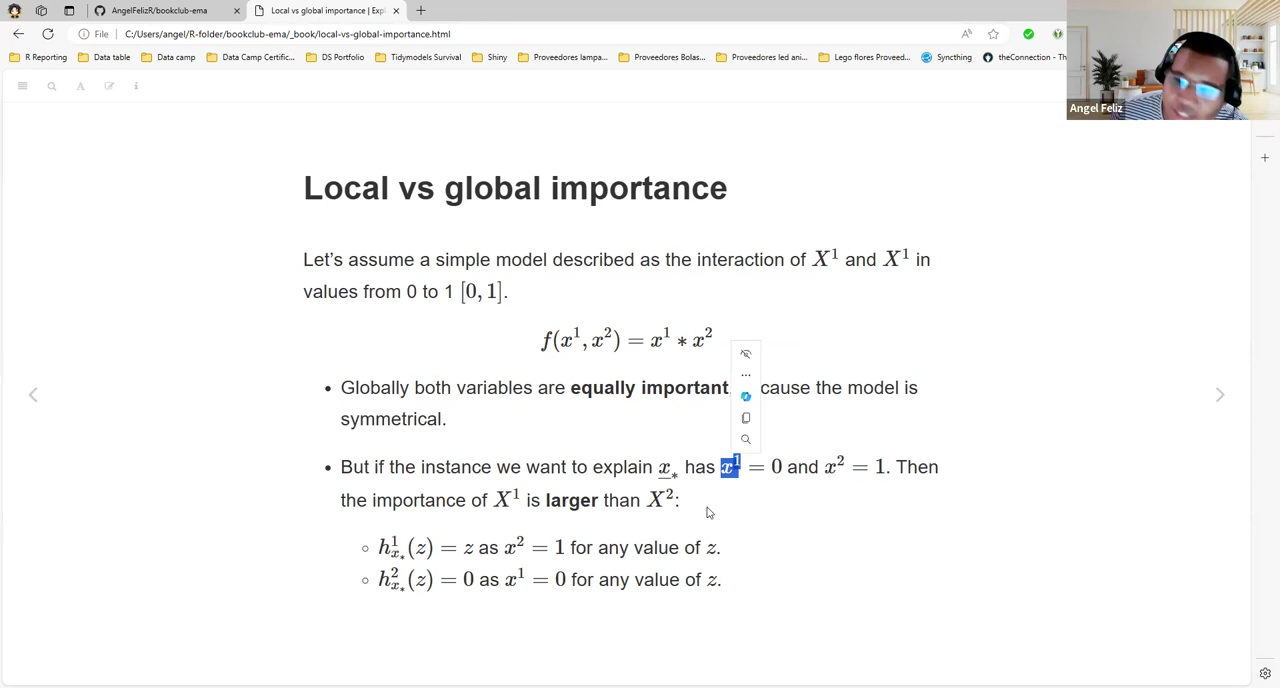 AngelFelizR/bookclub-ema
Local vs global importance | Expl
File
C:/Users/angel/R-folder/bookclub-ema/_book/local-vs-global-importance.html
R Reporting
Data table
Data camp
Data Camp Certific...
DS Portfolio
Tidymodels Survival
Shiny
Proveedores lampa...
Proveedores Bolas...
Proveedores led ani...
Lego flores Proveed...
Syncthing
theConnection - Th
Angel Feliz
Local vs global importance
Let's assume a simple model described as the interaction of X¹ and X¹ in
values from 0 to 1 [0, 1].
f(x¹, x²) = x¹ * x²
• Globally both variables are equally important cause the model is
symmetrical.
• But if the instance we want to explain x̲* has x¹ = 0 and x² = 1. Then
the importance of X¹ is larger than X²:
◦ h¹ₓ*(z) = z as x² = 1 for any value of z.
◦ h²ₓ*(z) = 0 as x¹ = 0 for any value of z.